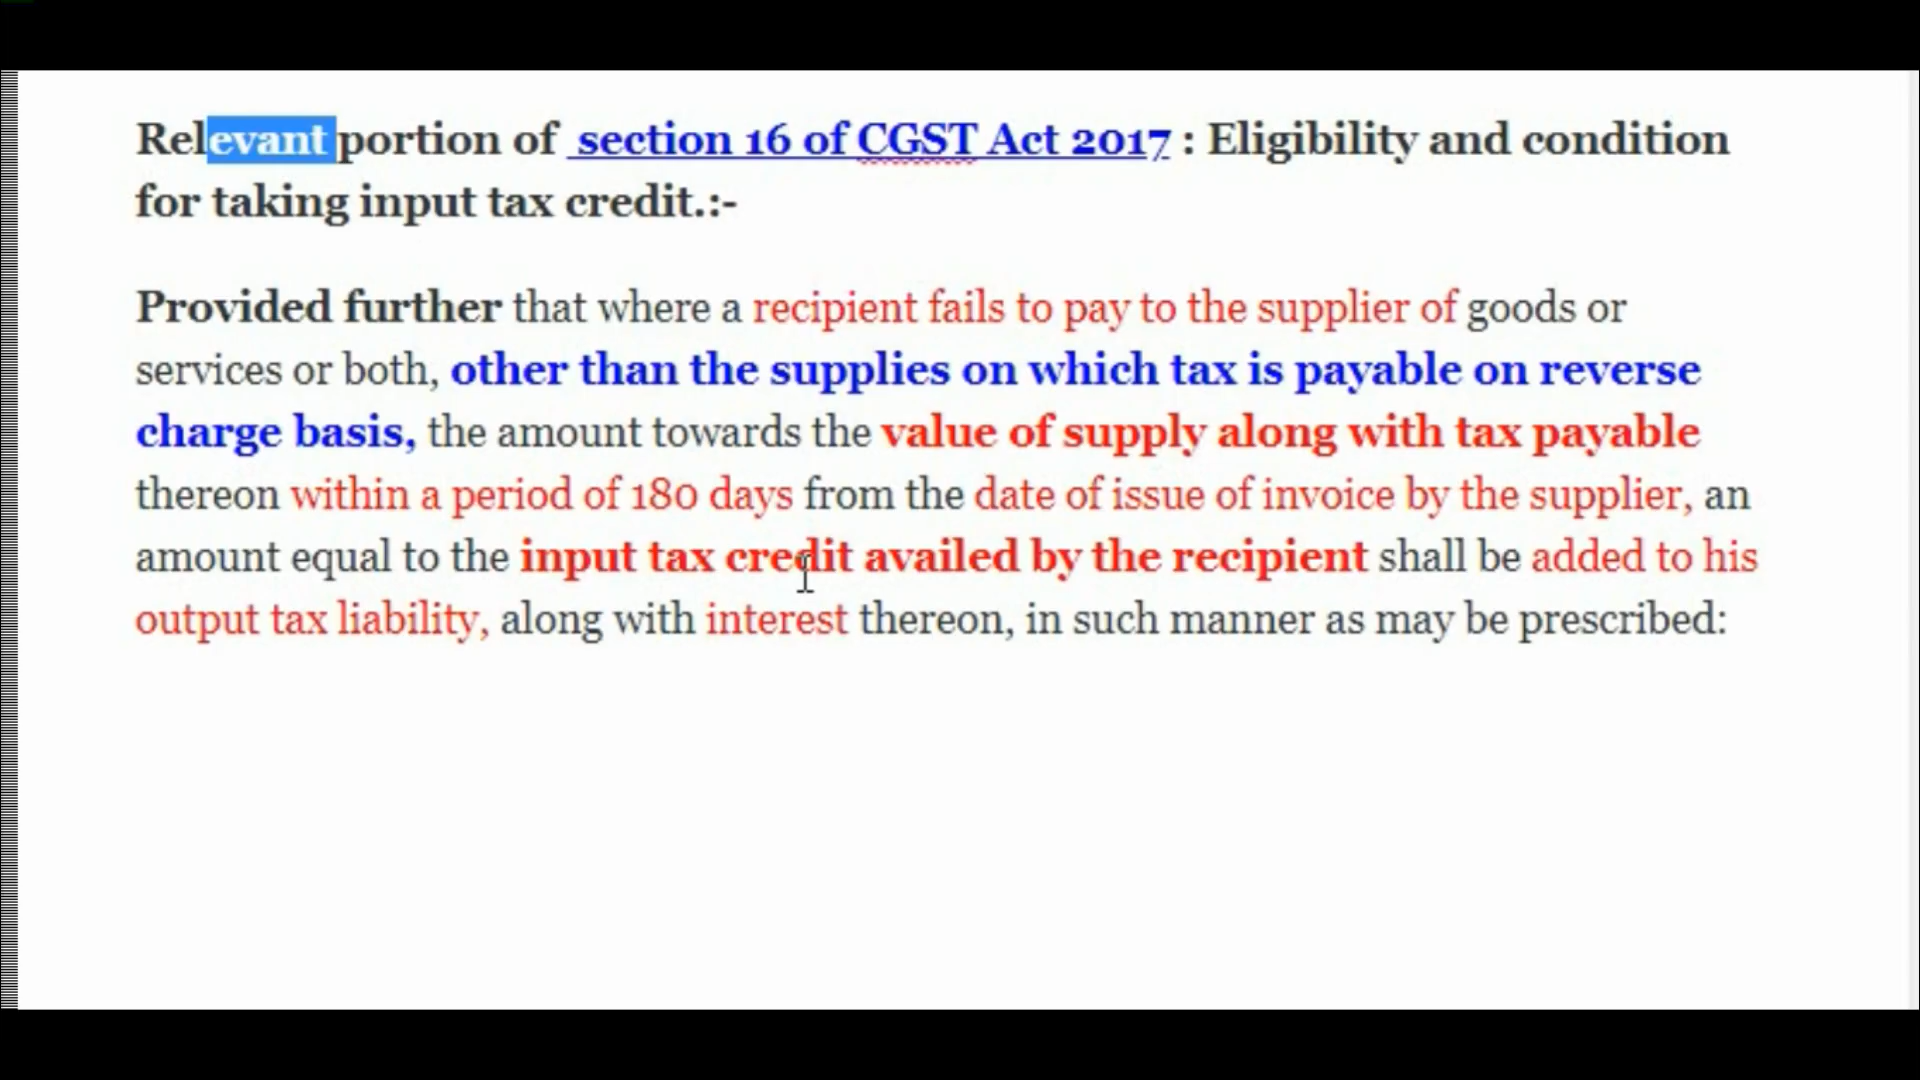 Relevant portion of section 16 of CGST Act 2017 : Eligibility and condition
for taking input tax credit.:-
Provided further that where a recipient fails to pay to the supplier of goods or
services or both, other than the supplies on which tax is payable on reverse
charge basis, the amount towards the value of supply along with tax payable
thereon within a period of 180 days from the date of issue of invoice by the supplier, an
amount equal to the input tax credit availed by the recipient shall be added to his
output tax liability, along with interest thereon, in such manner as may be prescribed: